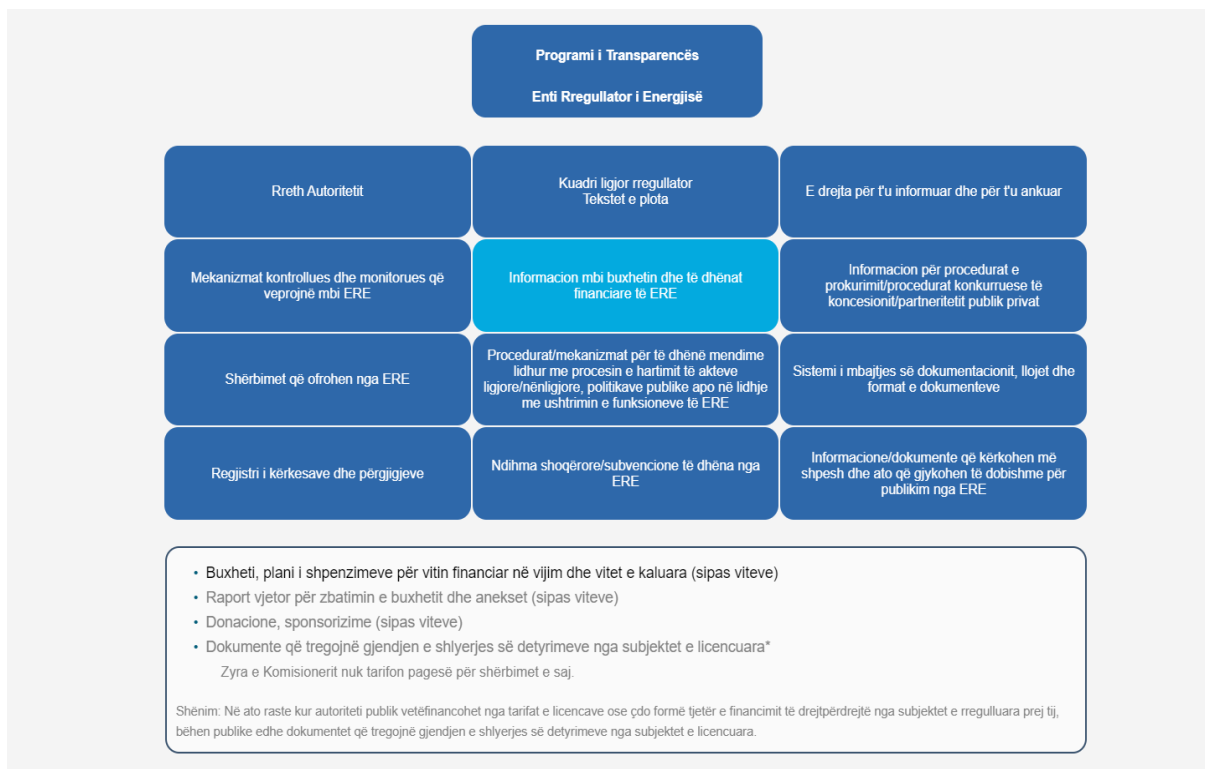 Programi i Transparencës
Enti Rregullator i Energjisë
Rreth Autoritetit
Kuadri ligjor rregullator
Tekstet e plota
E drejta për t'u informuar dhe për t'u ankuar
Mekanizmat kontrollues dhe monitorues që
veprojnë mbi ERE
Informacion mbi buxhetin dhe të dhënat
financiare të ERE
Informacion për procedurat e
prokurimit/procedurat konkurruese të
koncesionit/partneritetit publik privat
Shërbimet që ofrohen nga ERE
Procedurat/mekanizmat për të dhënë mendime
lidhur me procesin e hartimit të akteve
ligjore/nënligjore, politikave publike apo në lidhje
me ushtrimin e funksioneve të ERE
Sistemi i mbajtjes së dokumentacionit, llojet dhe
format e dokumenteve
Regjistri i kërkesave dhe përgjigjeve
Ndihma shoqërore/subvencione të dhëna nga
ERE
Informacione/dokumente që kërkohen më
shpesh dhe ato që gjykohen të dobishme për
publikim nga ERE
• Buxheti, plani i shpenzimeve për vitin financiar në vijim dhe vitet e kaluara (sipas viteve)
• Raport vjetor për zbatimin e buxhetit dhe anekset (sipas viteve)
• Donacione, sponsorizime (sipas viteve)
• Dokumente që tregojnë gjendjen e shlyerjes së detyrimeve nga subjektet e licencuara*
Zyra e Komisionerit nuk tarifon pagesë për shërbimet e saj.
Shënim: Në ato raste kur autoriteti publik vetëfinancohet nga tarifat e licencave ose çdo formë tjetër e financimit të drejtpërdrejtë nga subjektet e rregulluara prej tij,
bëhen publike edhe dokumentet që tregojnë gjendjen e shlyerjes së detyrimeve nga subjektet e licencuara.